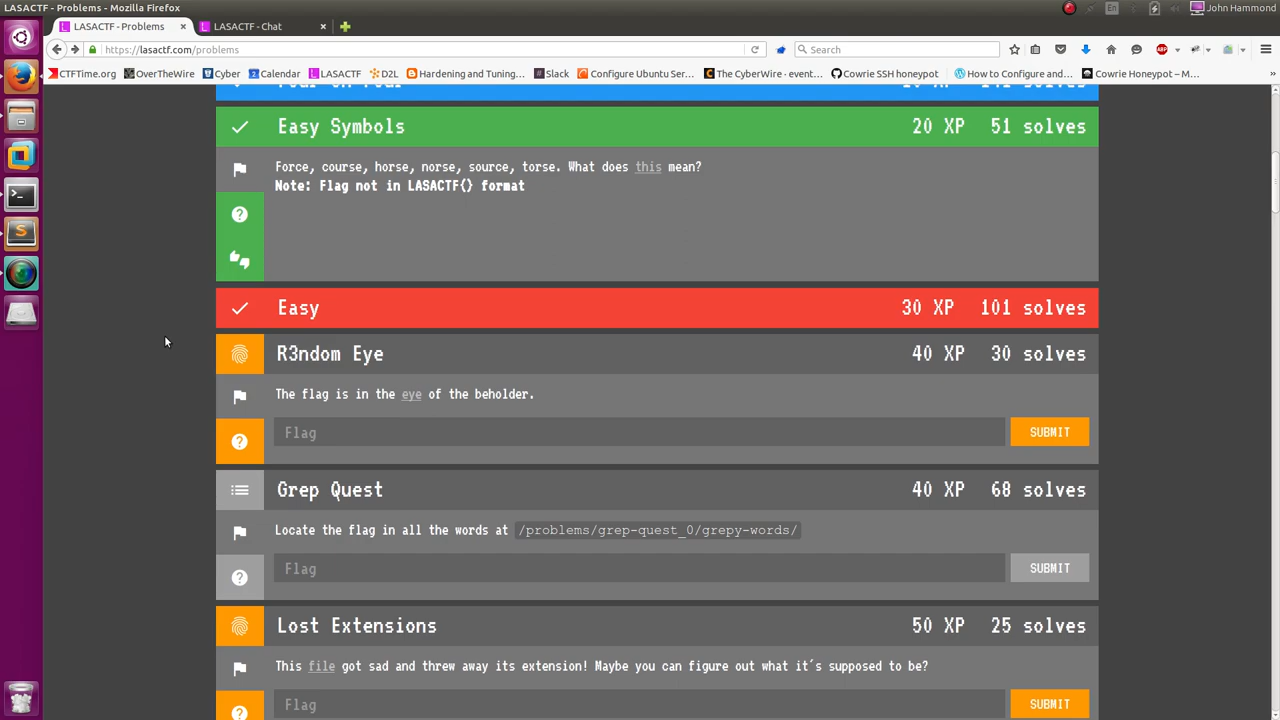 LASACTF - Problems - Mozilla Firefox
En
John Hammond
LASACTF - Problems
LASACTF - Chat
https://lasactf.com/problems
Search
ABP
CTFTime.org
OverTheWire
Cyber
Calendar
LASACTF
D2L
Hardening and Tuning...
Slack
Configure Ubuntu Ser...
The CyberWire - event...
Cowrie SSH honeypot
How to Configure and...
Cowrie Honeypot – M...
Easy Symbols 20 XP 51 solves
Force, course, horse, norse, source, torse. What does this mean?
Note: Flag not in LASACTF{} format
Easy 30 XP 101 solves
R3ndom Eye 40 XP 30 solves
The flag is in the eye of the beholder.
Flag SUBMIT
Grep Quest 40 XP 68 solves
Locate the flag in all the words at /problems/grep-quest_0/grepy-words/
Flag SUBMIT
Lost Extensions 50 XP 25 solves
This file got sad and threw away its extension! Maybe you can figure out what it's supposed to be?
Flag SUBMIT